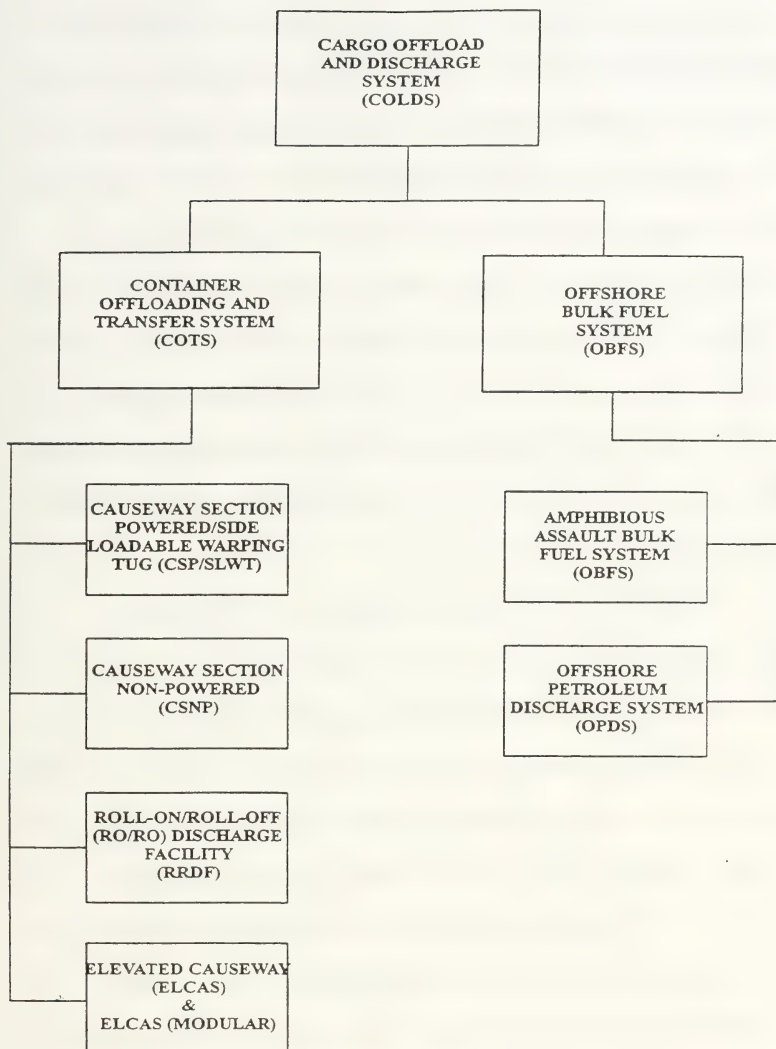 CARGO OFFLOAD
AND DISCHARGE
SYSTEM
(COLDS)
CONTAINER
OFFLOADING AND
TRANSFER SYSTEM
(COTS)
OFFSHORE
BULK FUEL
SYSTEM
(OBFS)
CAUSEWAY SECTION
POWERED/SIDE
LOADABLE WARPING
TUG (CSP/SLWT)
CAUSEWAY SECTION
NON-POWERED
(CSNP)
ROLL-ON/ROLL-OFF
(RO/RO) DISCHARGE
FACILITY
(RRDF)
ELEVATED CAUSEWAY
(ELCAS)
&
ELCAS (MODULAR)
AMPHIBIOUS
ASSAULT BULK
FUEL SYSTEM
(OBFS)
OFFSHORE
PETROLEUM
DISCHARGE SYSTEM
(OPDS)